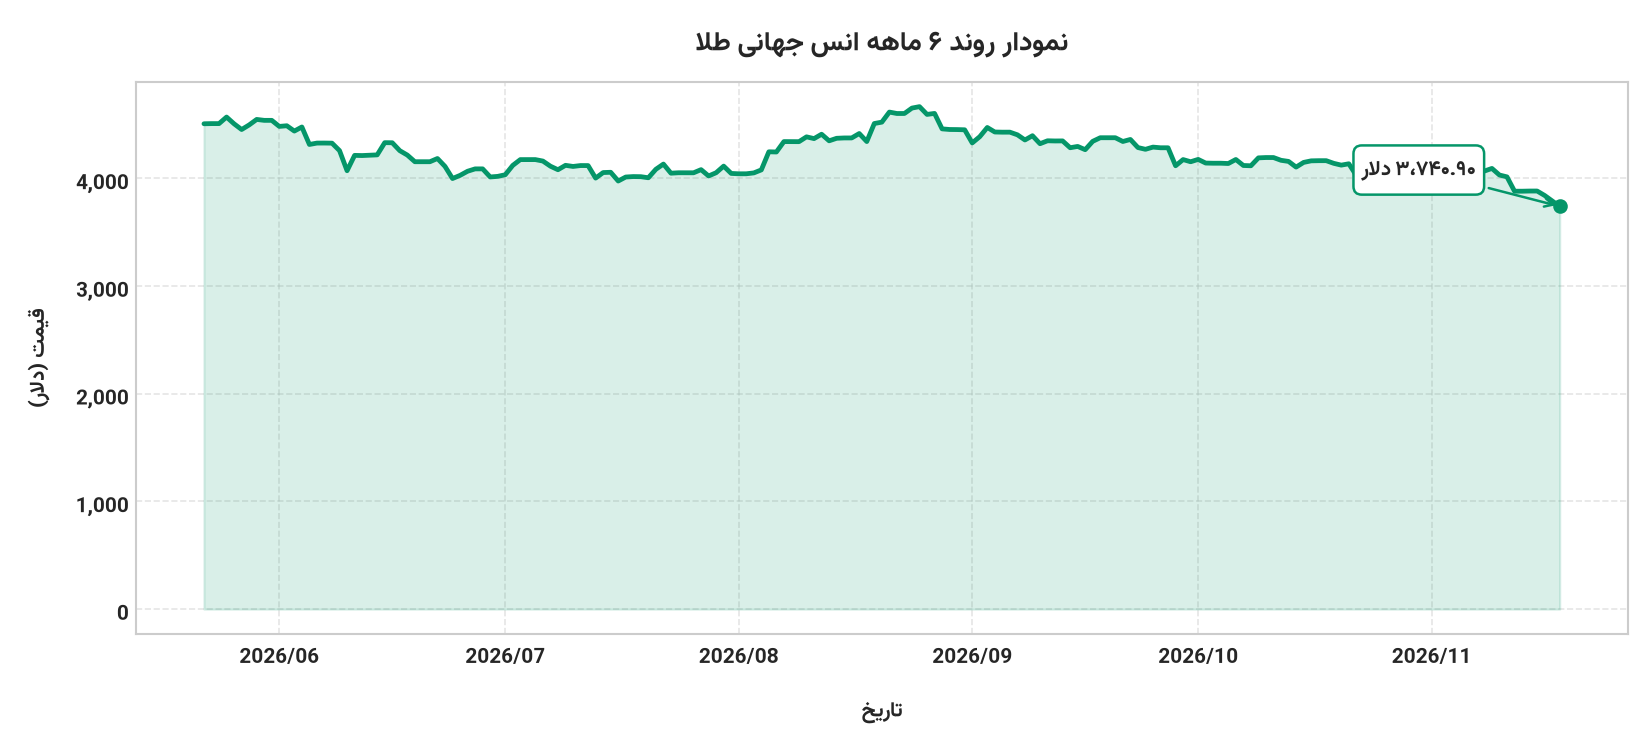 نمودار روند ۶ ماهه انس جهانی طلا
قیمت (دلار)
4,000
3,000
2,000
1,000
0
۳،۷۴۰.۹۰ دلار
2026/06
2026/07
2026/08
2026/09
2026/10
2026/11
تاریخ